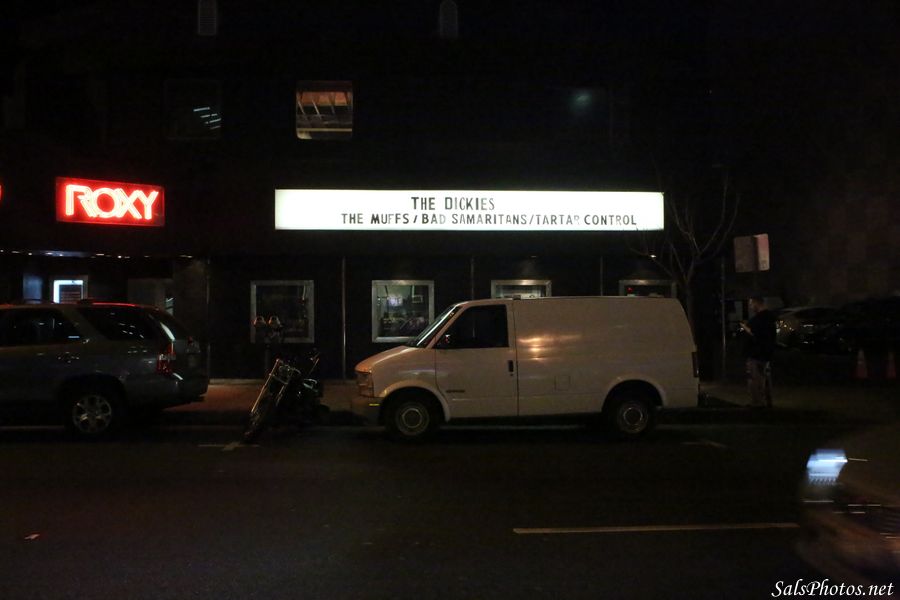 ROXY
THE DICKIES
THE MUFFS/BAD SAMARITANS/TARTAR CONTROL
SalsPhotos.net